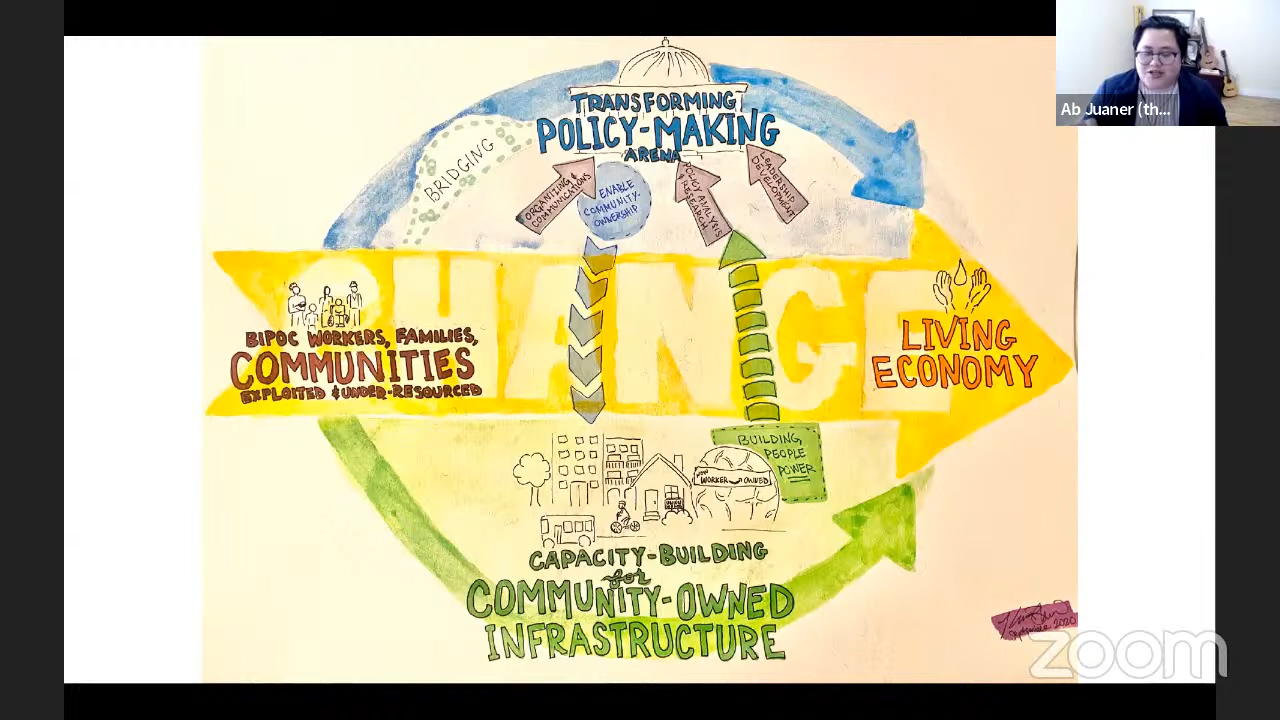 Ab Juaner (th...
TRANSFORMING
POLICY-MAKING
ARENA
BRIDGING
ORGANIZING &
COMMUNICATIONS
ENABLE
COMMUNITY-
OWNERSHIP
POLICY ANALYSIS
& RESEARCH
LEADERSHIP
DEVELOPMENT
CHANGE
BIPOC WORKERS, FAMILIES,
COMMUNITIES
EXPLOITED & UNDER-RESOURCED
LIVING
ECONOMY
BUILDING
PEOPLE
POWER
WORKER-OWNED
CAPACITY-BUILDING
for
COMMUNITY-OWNED
INFRASTRUCTURE
2020
zoom